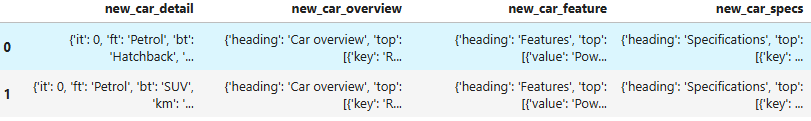 new_car_detail new_car_overview new_car_feature new_car_specs
0 {'it': 0, 'ft': 'Petrol', 'bt': {'heading': 'Car overview', 'top': {'heading': 'Features', 'top': {'heading': 'Specifications', 'top':
'Hatchback', '... [{'key': 'R... [{'value': 'Pow... [{'key': ...
1 {'it': 0, 'ft': 'Petrol', 'bt': 'SUV', {'heading': 'Car overview', 'top': {'heading': 'Features', 'top': {'heading': 'Specifications', 'top':
'km': '... [{'key': 'R... [{'value': 'Pow... [{'key': ...